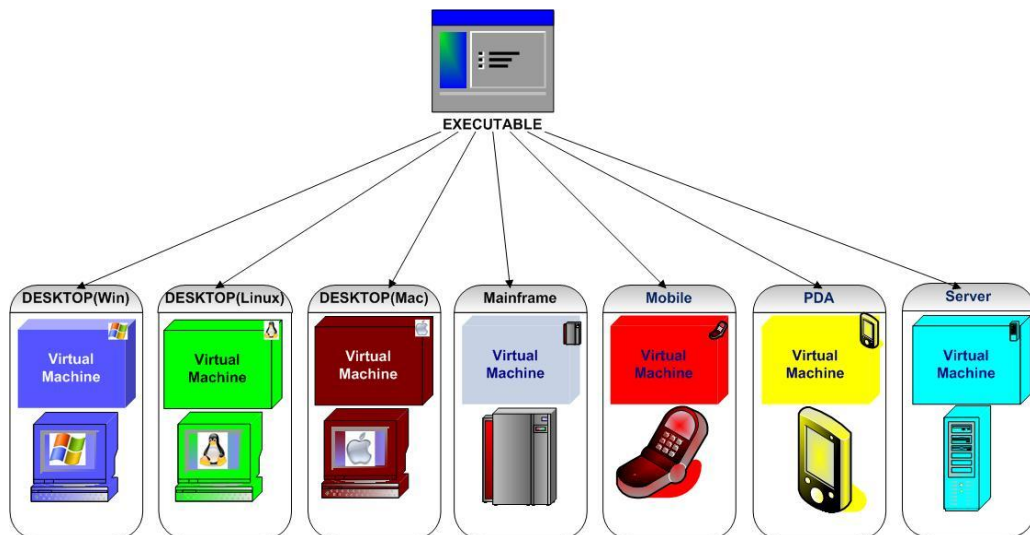 EXECUTABLE
DESKTOP(Win)
DESKTOP(Linux)
DESKTOP(Mac)
Mainframe
Mobile
PDA
Server
Virtual
Machine
Virtual
Machine
Virtual
Machine
Virtual
Machine
Virtual
Machine
Virtual
Machine
Virtual
Machine